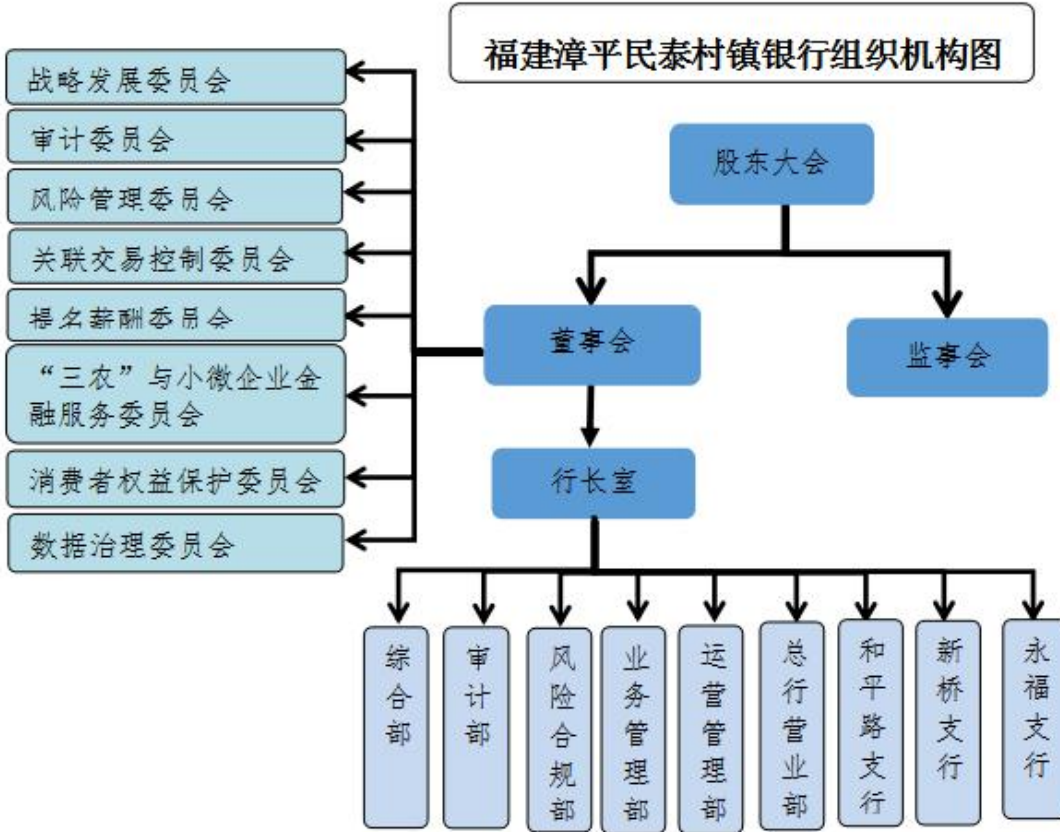 福建漳平民泰村镇银行组织机构图
战略发展委员会
审计委员会
风险管理委员会
关联交易控制委员会
提名薪酬委员会
“三农”与小微企业金
融服务委员会
消费者权益保护委员会
数据治理委员会
股东大会
董事会
监事会
行长室
综合部
审计部
风险合规部
业务管理部
运营管理部
总行营业部
和平路支行
新桥支行
永福支行